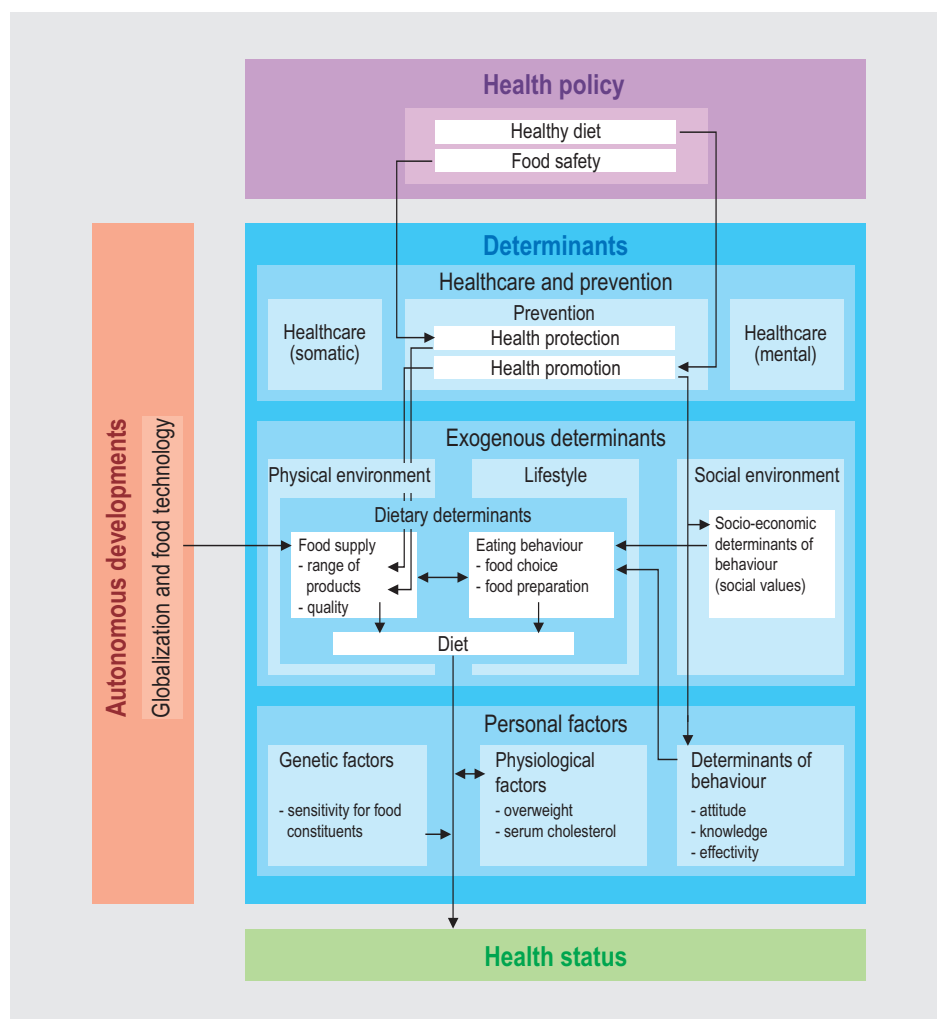 Health policy
Healthy diet
Food safety
Autonomous developments
Globalization and food technology
Determinants
Healthcare and prevention
Healthcare
(somatic)
Prevention
Health protection
Health promotion
Healthcare
(mental)
Exogenous determinants
Physical environment
Lifestyle
Social environment
Dietary determinants
Food supply
- range of
products
- quality
Eating behaviour
- food choice
- food preparation
Socio-economic
determinants of
behaviour
(social values)
Diet
Personal factors
Genetic factors
- sensitivity for food
constituents
Physiological
factors
- overweight
- serum cholesterol
Determinants of
behaviour
- attitude
- knowledge
- effectivity
Health status